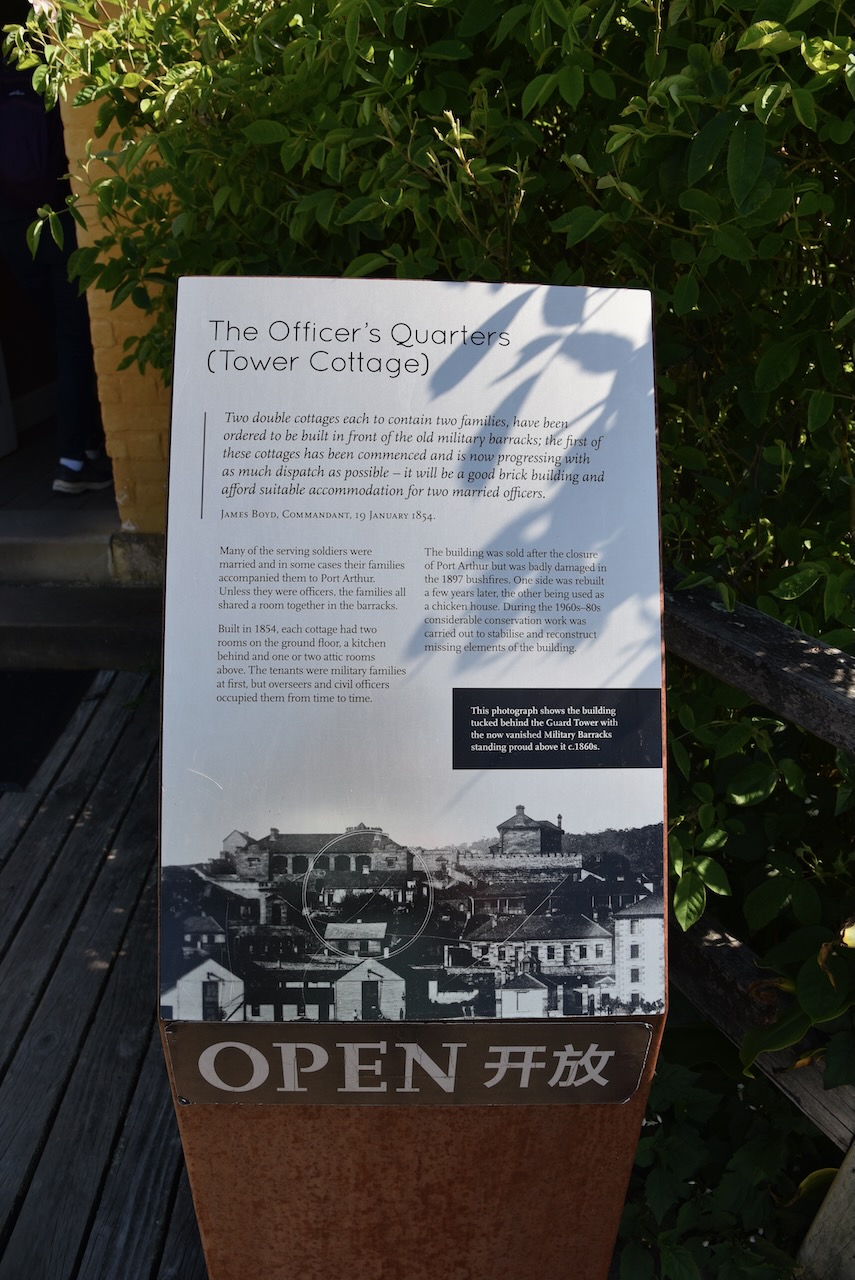 The Officer's Quarters
(Tower Cottage)
Two double cottages each to contain two families, have been
ordered to be built in front of the old military barracks; the first of
these cottages has been commenced and is now progressing with
as much dispatch as possible – it will be a good brick building and
afford suitable accommodation for two married officers.
James Boyd, Commandant, 19 January 1854.
Many of the serving soldiers were
married and in some cases their families
accompanied them to Port Arthur.
Unless they were officers, the families all
shared a room together in the barracks.
Built in 1854, each cottage had two
rooms on the ground floor, a kitchen
behind and one or two attic rooms
above. The tenants were military families
at first, but overseers and civil officers
occupied them from time to time.
The building was sold after the closure
of Port Arthur but was badly damaged in
the 1897 bushfires. One side was rebuilt
a few years later, the other being used as
a chicken house. During the 1960s–80s
considerable conservation work was
carried out to stabilise and reconstruct
missing elements of the building.
This photograph shows the building
tucked behind the Guard Tower with
the now vanished Military Barracks
standing proud above it c.1860s.
OPEN 开放